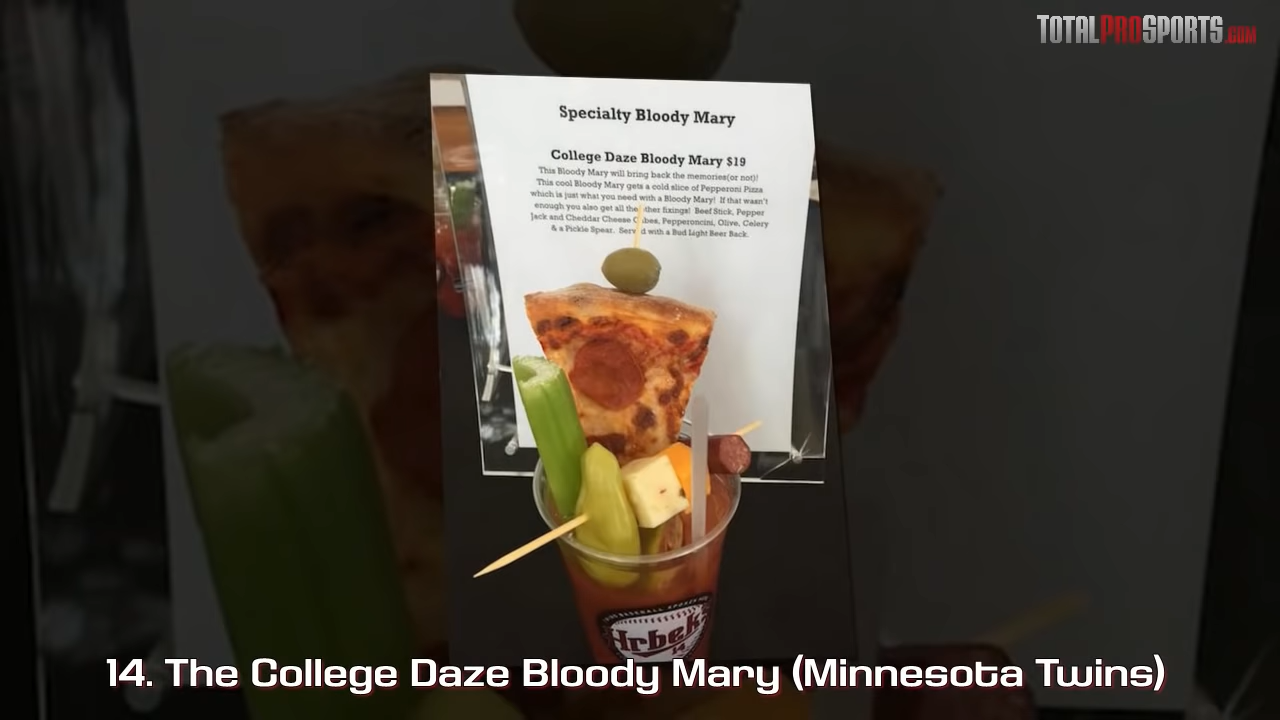 TOTALPROSPORTS.COM
Specialty Bloody Mary
College Daze Bloody Mary $19
This Bloody Mary will bring back the memories(or not)!
This cool Bloody Mary gets a cold slice of Pepperoni Pizza
which is just what you need with a Bloody Mary! If that wasn't
enough you also get all the other fixings! Beef Stick, Pepper
Jack and Cheddar Cheese Cubes, Pepperoncini, Olive, Celery
& a Pickle Spear. Served with a Bud Light Beer Back.
Hrbek's
14
14. The College Daze Bloody Mary (Minnesota Twins)